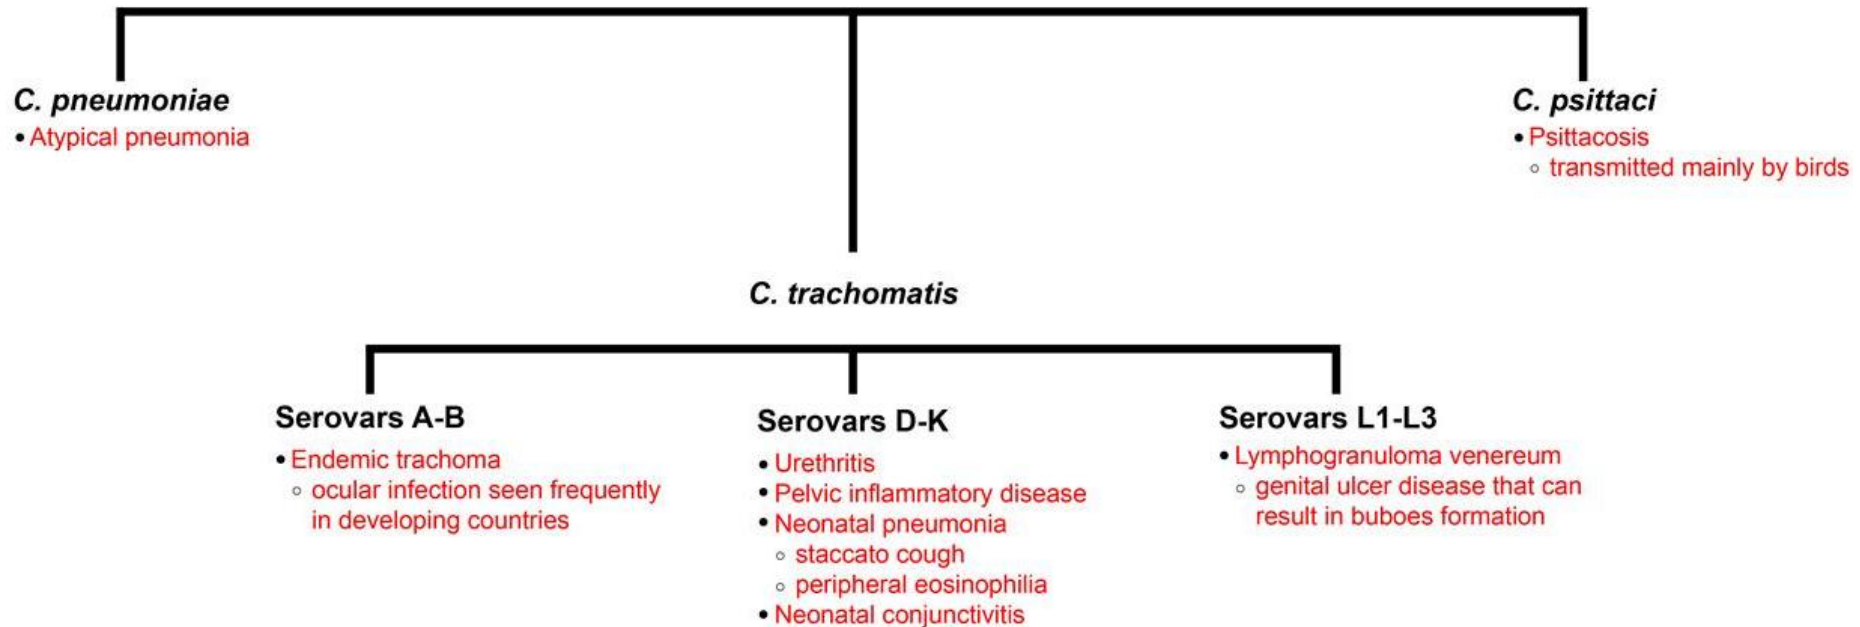 C. pneumoniae
• Atypical pneumonia
C. psittaci
• Psittacosis
○ transmitted mainly by birds
C. trachomatis
Serovars A-B
• Endemic trachoma
○ ocular infection seen frequently
in developing countries
Serovars D-K
• Urethritis
• Pelvic inflammatory disease
• Neonatal pneumonia
○ staccato cough
○ peripheral eosinophilia
• Neonatal conjunctivitis
Serovars L1-L3
• Lymphogranuloma venereum
○ genital ulcer disease that can
result in buboes formation